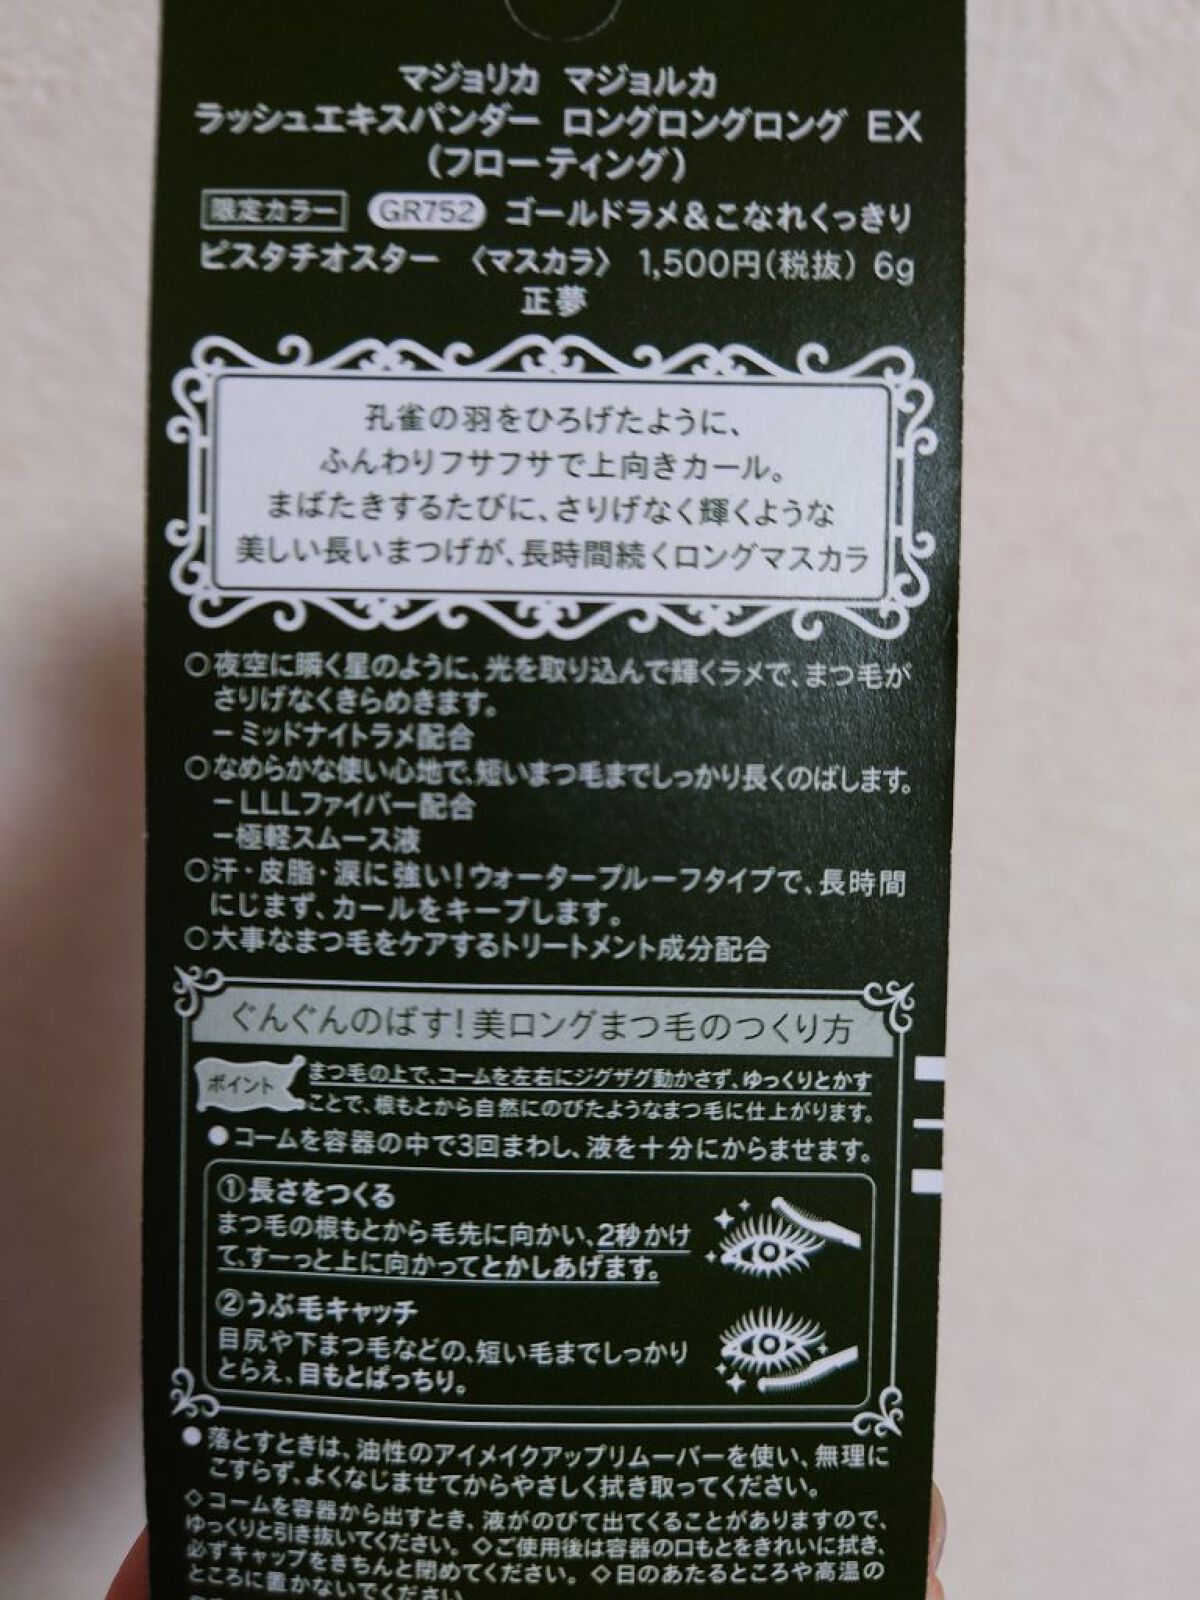 マジョリカ マジョルカ
ラッシュエキスパンダー ロングロングロング EX
(フローティング)
限定カラー GR752 ゴールドラメ&こなれくっきり
ピスタチオスター 〈マスカラ〉 1,500円(税抜) 6g
正夢
孔雀の羽をひろげたように、
ふんわりフサフサで上向きカール。
まばたきするたびに、さりげなく輝くような
美しい長いまつげが、長時間続くロングマスカラ
○夜空に瞬く星のように、光を取り込んで輝くラメで、まつ毛が
さりげなくきらめきます。
－ミッドナイトラメ配合
○なめらかな使い心地で、短いまつ毛までしっかり長くのばします。
－LLLファイバー配合
－極軽スムース液
○汗・皮脂・涙に強い!ウォータープルーフタイプで、長時間
にじまず、カールをキープします。
○大事なまつ毛をケアするトリートメント成分配合
ぐんぐんのばす!美ロングまつ毛のつくり方
ポイント まつ毛の上で、コームを左右にジグザグ動かさず、ゆっくりとかす
ことで、根もとから自然にのびたようなまつ毛に仕上がります。
●コームを容器の中で3回まわし、液を十分にからませます。
①長さをつくる
まつ毛の根もとから毛先に向かい、2秒かけ
て、すーっと上に向かってとかしあげます。
②うぶ毛キャッチ
目尻や下まつ毛などの、短い毛までしっかり
とらえ、目もとぱっちり。
●落とすときは、油性のアイメイクアップリムーバーを使い、無理に
こすらず、よくなじませてからやさしく拭き取ってください。
◇コームを容器から出すとき、液がのびて出てくることがありますので、
ゆっくりと引き抜いてください。◇ご使用後は容器の口もとをきれいに拭き、
必ずキャップをきちんと閉めてください。◇日のあたるところや高温の
ところに置かないでください。